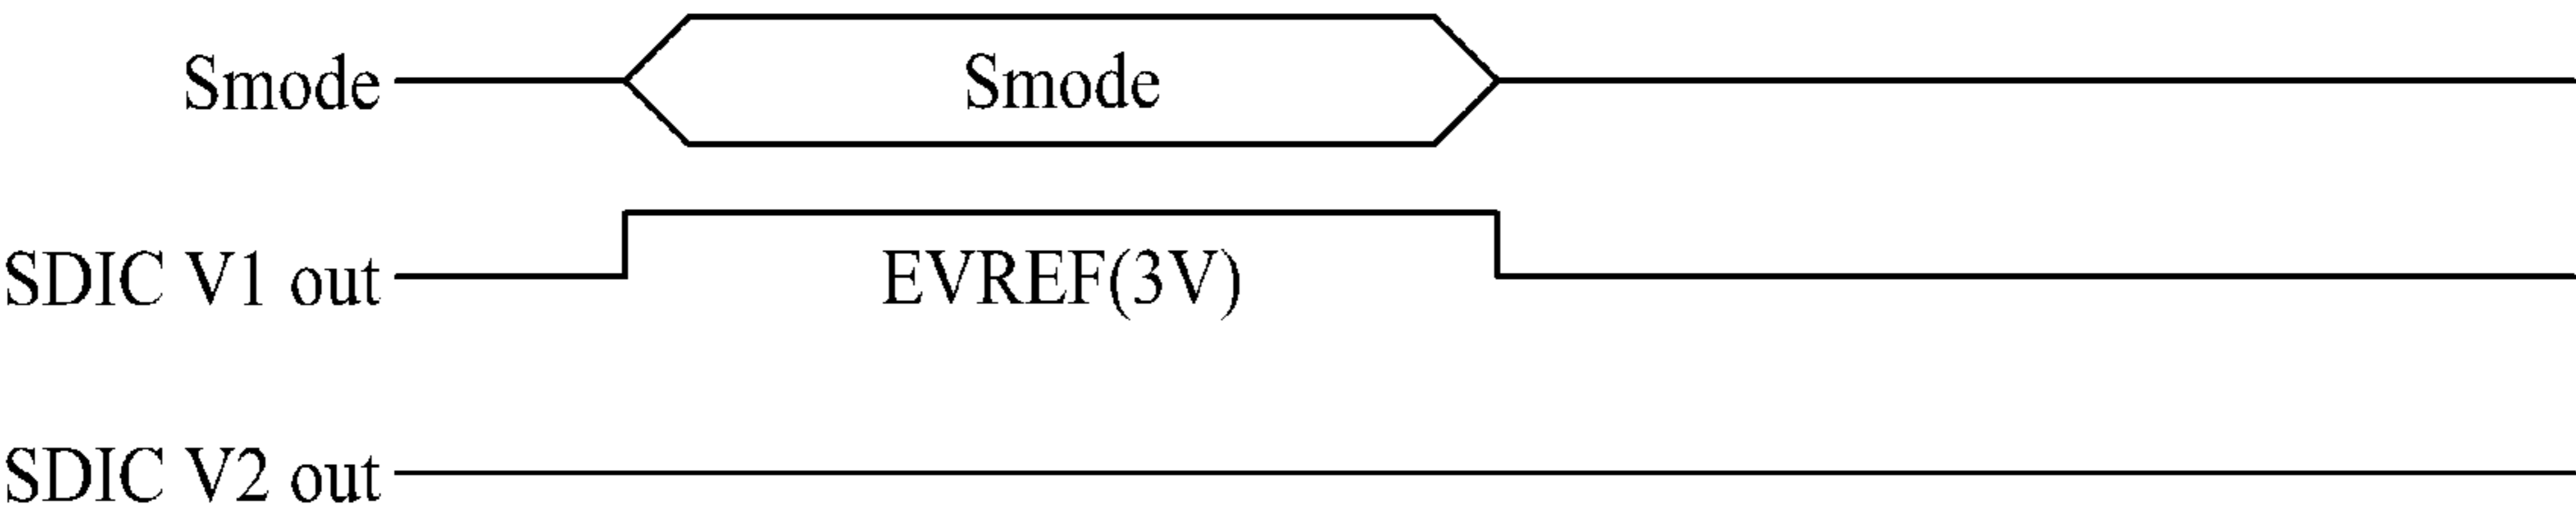 Smode
Smode
SDIC V1 out
EVREF(3V)
SDIC V2 out